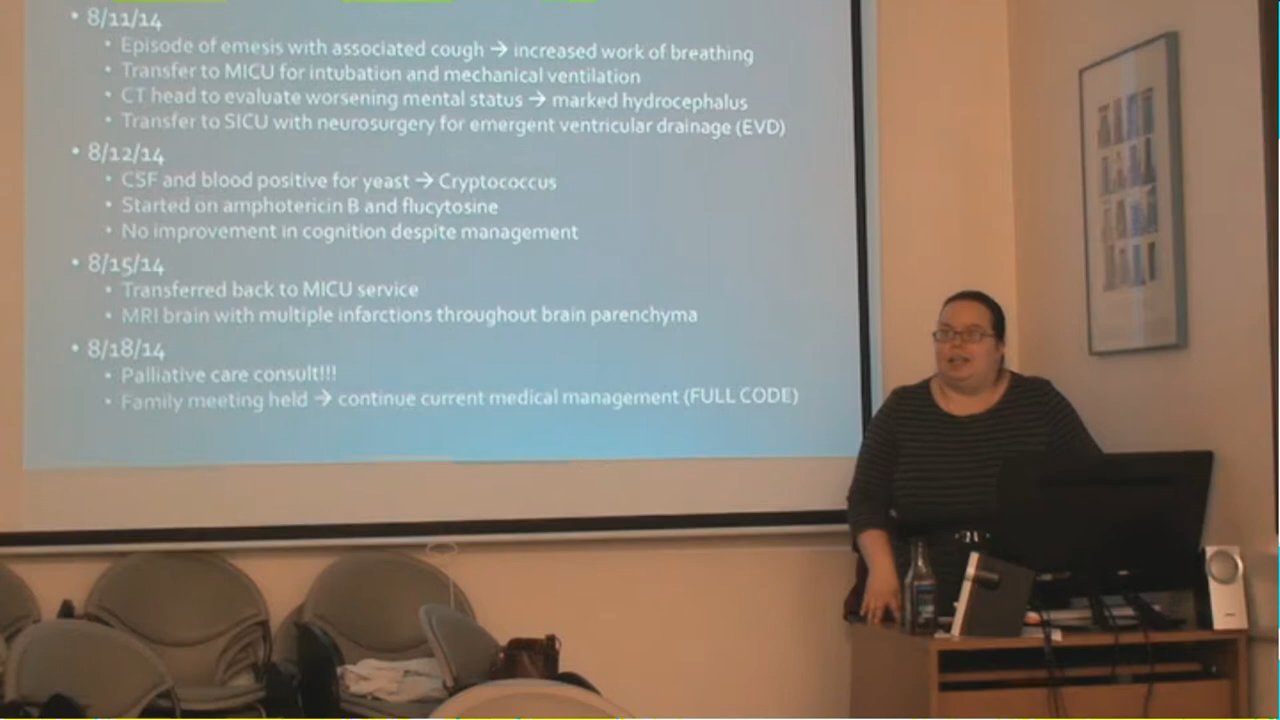 • 8/11/14
• Episode of emesis with associated cough → increased work of breathing
• Transfer to MICU for intubation and mechanical ventilation
• CT head to evaluate worsening mental status → marked hydrocephalus
• Transfer to SICU with neurosurgery for emergent ventricular drainage (EVD)
• 8/12/14
• CSF and blood positive for yeast → Cryptococcus
• Started on amphotericin B and flucytosine
• No improvement in cognition despite management
• 8/15/14
• Transferred back to MICU service
• MRI brain with multiple infarctions throughout brain parenchyma
• 8/18/14
• Palliative care consult!!!
• Family meeting held → continue current medical management (FULL CODE)